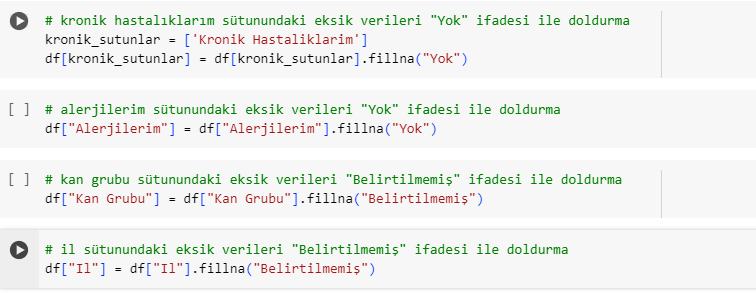 # kronik hastalıklarım sütunundaki eksik verileri "Yok" ifadesi ile doldurma
kronik_sutunlar = ['Kronik Hastaliklarim']
df[kronik_sutunlar] = df[kronik_sutunlar].fillna("Yok")
[ ] # alerjilerim sütunundaki eksik verileri "Yok" ifadesi ile doldurma
df["Alerjilerim"] = df["Alerjilerim"].fillna("Yok")
[ ] # kan grubu sütunundaki eksik verileri "Belirtilmemiş" ifadesi ile doldurma
df["Kan Grubu"] = df["Kan Grubu"].fillna("Belirtilmemiş")
# il sütunundaki eksik verileri "Belirtilmemiş" ifadesi ile doldurma
df["Il"] = df["Il"].fillna("Belirtilmemiş")